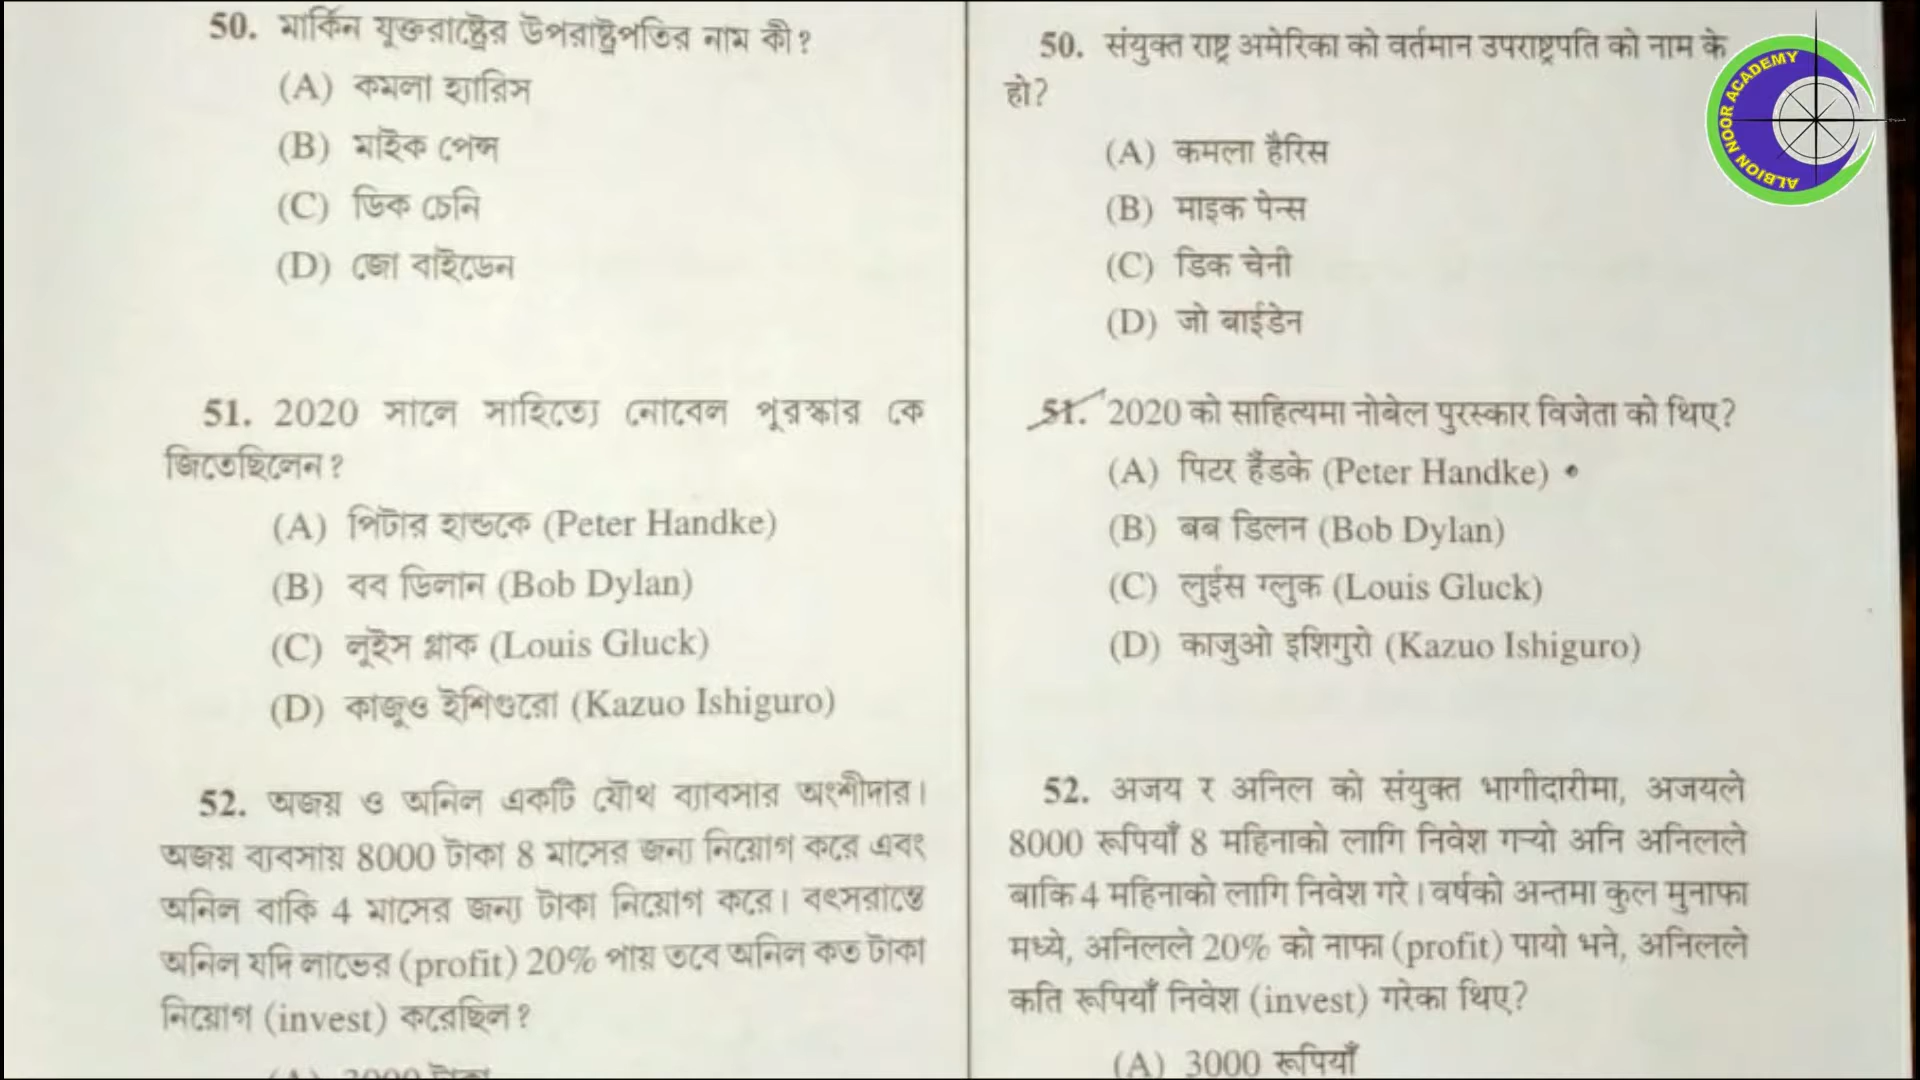 50. মার্কিন যুক্তরাষ্ট্রের উপরাষ্ট্রপতির নাম কী?
(A) কমলা হ্যারিস
(B) মাইক পেন্স
(C) ডিক চেনি
(D) জো বাইডেন
51. 2020 সালে সাহিত্যে নোবেল পুরস্কার কে
জিতেছিলেন?
(A) পিটার হান্ডকে (Peter Handke)
(B) বব ডিলান (Bob Dylan)
(C) লুইস গ্লাক (Louis Gluck)
(D) কাজুও ইশিগুরো (Kazuo Ishiguro)
52. অজয় ও অনিল একটি যৌথ ব্যাবসার অংশীদার।
অজয় ব্যবসায় 8000 টাকা 8 মাসের জন্য নিয়োগ করে এবং
অনিল বাকি 4 মাসের জন্য টাকা নিয়োগ করে। বৎসরান্তে
অনিল যদি লাভের (profit) 20% পায় তবে অনিল কত টাকা
নিয়োগ (invest) করেছিল?
50. संयुक्त राष्ट्र अमेरिका को वर्तमान उपराष्ट्रपति को नाम के
हो?
(A) कमला हैरिस
(B) माइक पेन्स
(C) डिक चेनी
(D) जो बाईडेन
51. 2020 को साहित्यमा नोबेल पुरस्कार विजेता को थिए?
(A) पिटर हैंडके (Peter Handke)
(B) बब डिलन (Bob Dylan)
(C) लुईस ग्लुक (Louis Gluck)
(D) काजुओ इशिगुरो (Kazuo Ishiguro)
52. अजय र अनिल को संयुक्त भागीदारीमा, अजयले
8000 रूपियाँ 8 महिनाको लागि निवेश गऱ्यो अनि अनिलले
बाकि 4 महिनाको लागि निवेश गरे। वर्षको अन्तमा कुल मुनाफा
मध्ये, अनिलले 20% को नाफा (profit) पायो भने, अनिलले
कति रूपियाँ निवेश (invest) गरेका थिए?
(A) 3000 रूपियाँ
ALBION NOOR ACADEMY